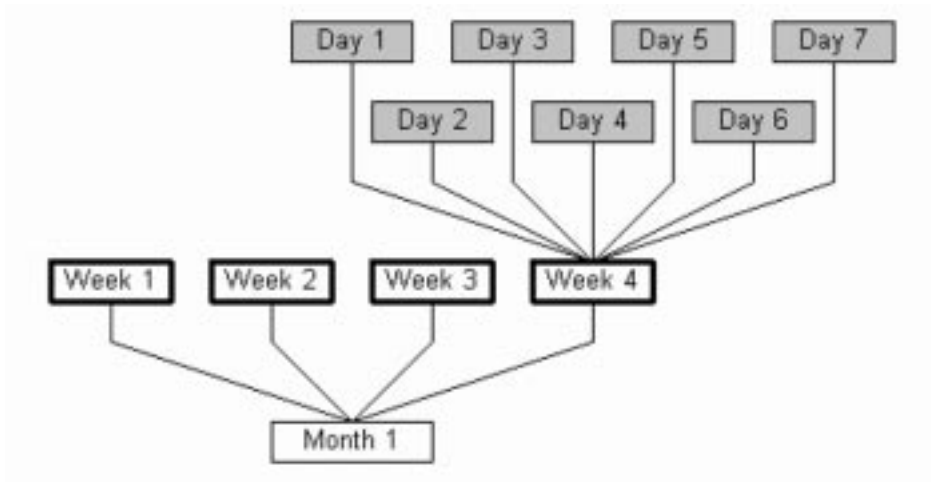 Day 1
Day 3
Day 5
Day 7
Day 2
Day 4
Day 6
Week 1
Week 2
Week 3
Week 4
Month 1